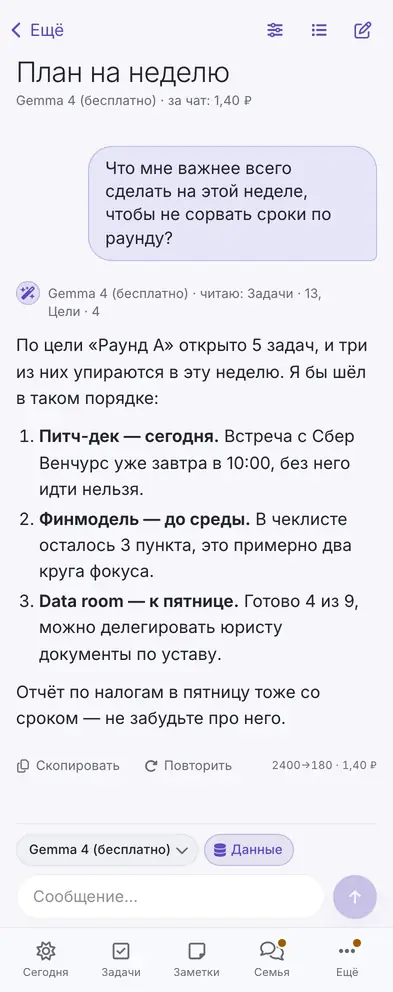 Ещё
План на неделю
Gemma 4 (бесплатно) · за чат: 1,40 ₽
Что мне важнее всего
сделать на этой неделе,
чтобы не сорвать сроки по
раунду?
Gemma 4 (бесплатно) · читаю: Задачи · 13,
Цели · 4
По цели «Раунд А» открыто 5 задач, и три
из них упираются в эту неделю. Я бы шёл
в таком порядке:
1. Питч-дек — сегодня. Встреча с Сбер
Венчурс уже завтра в 10:00, без него
идти нельзя.
2. Финмодель — до среды. В чеклисте
осталось 3 пункта, это примерно два
круга фокуса.
3. Data room — к пятнице. Готово 4 из 9,
можно делегировать юристу
документы по уставу.
Отчёт по налогам в пятницу тоже со
сроком — не забудьте про него.
Скопировать Повторить 2400→180 · 1,40 ₽
Gemma 4 (бесплатно) Данные
Сообщение...
Сегодня Задачи Заметки Семья Ещё